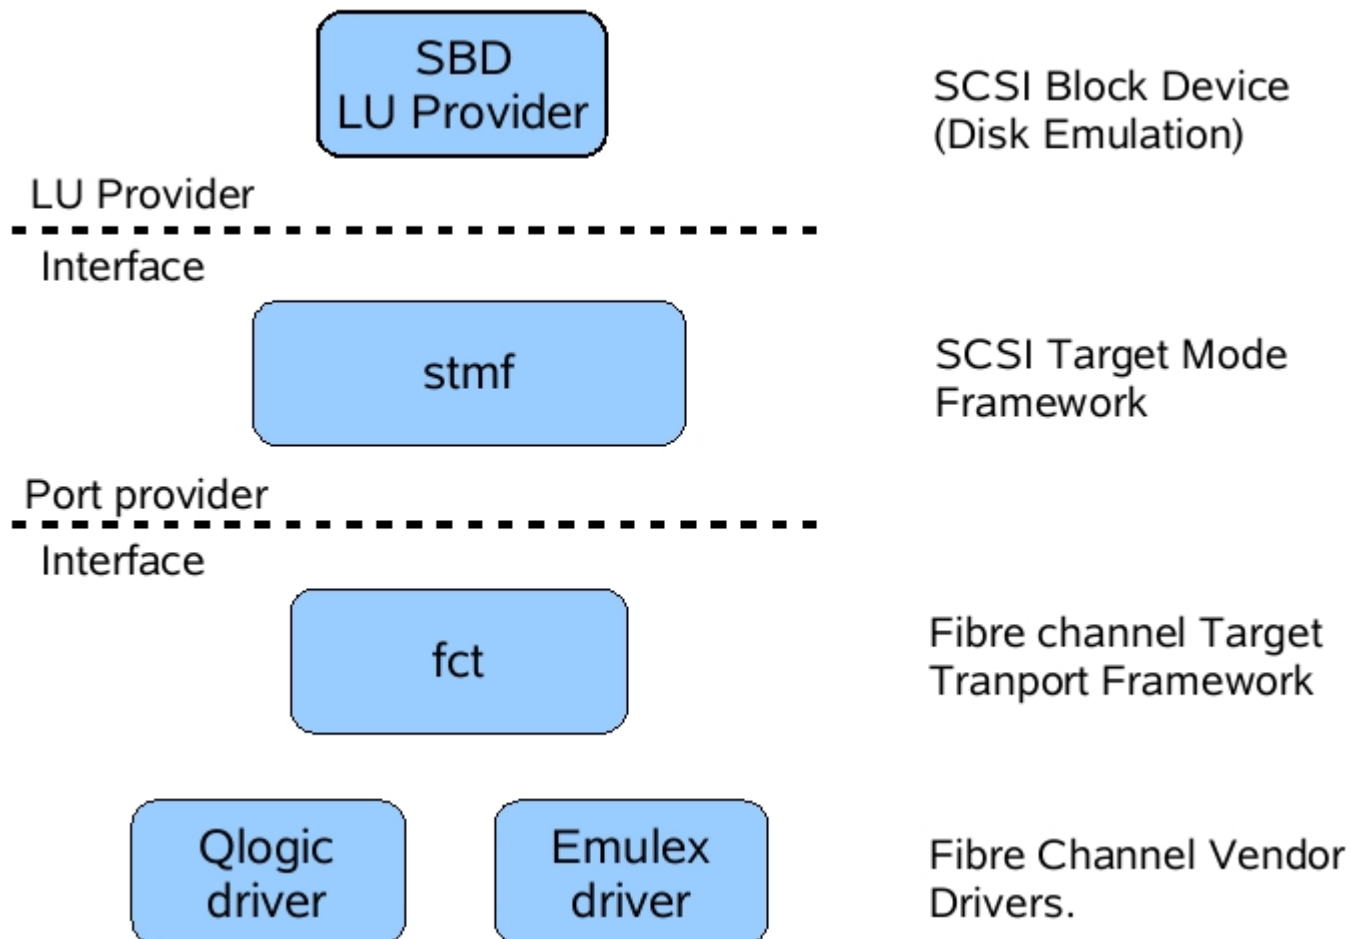 SBD
LU Provider
SCSI Block Device
(Disk Emulation)
LU Provider
Interface
stmf
SCSI Target Mode
Framework
Port provider
Interface
fct
Fibre channel Target
Tranport Framework
Qlogic
driver
Emulex
driver
Fibre Channel Vendor
Drivers.